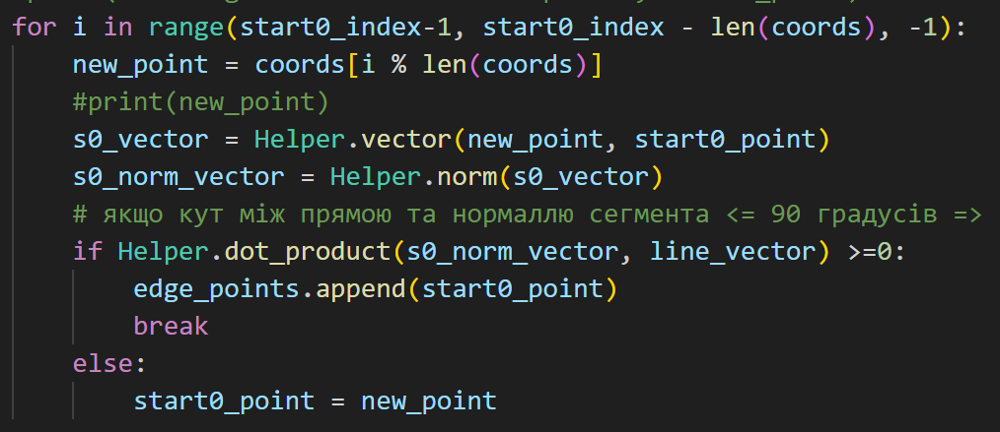 for i in range(start0_index-1, start0_index - len(coords), -1):
new_point = coords[i % len(coords)]
#print(new_point)
s0_vector = Helper.vector(new_point, start0_point)
s0_norm_vector = Helper.norm(s0_vector)
# якщо кут між прямою та нормаллю сегмента <= 90 градусів =>
if Helper.dot_product(s0_norm_vector, line_vector) >=0:
edge_points.append(start0_point)
break
else:
start0_point = new_point